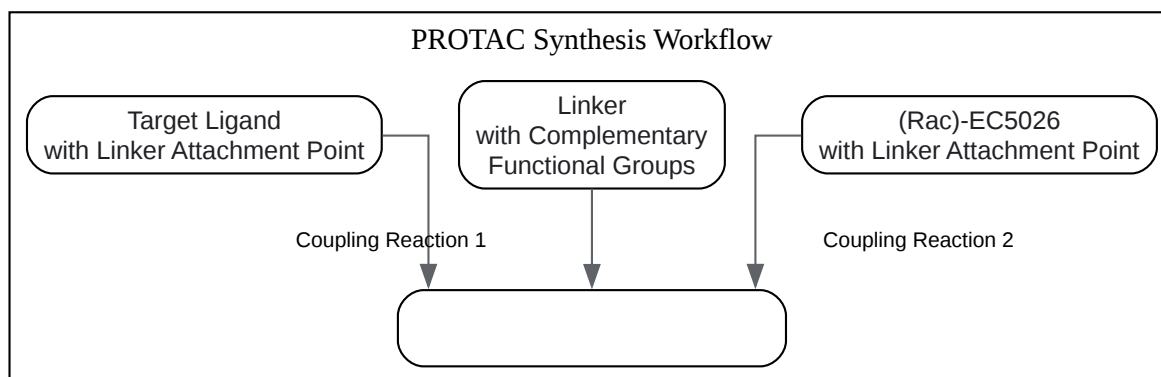 PROTAC Synthesis Workflow
Target Ligand
with Linker Attachment Point
Linker
with Complementary
Functional Groups
(Rac)-EC5026
with Linker Attachment Point
Coupling Reaction 1
Coupling Reaction 2